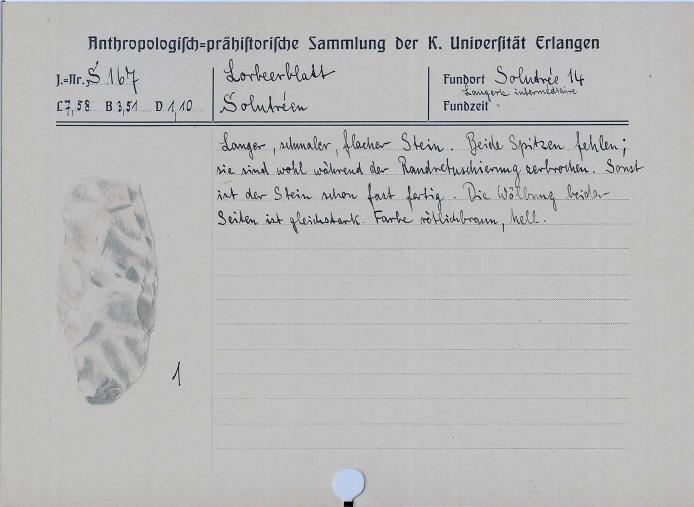 Anthropologisch=prähistorische Sammlung der K. Universität Erlangen
J.=Nr. S 167
Lorbeerblatt
Fundort Solutrée 14
Laugerie intermédiaire
L 7,58 B 3,51 D 1,10
Solutréen
Fundzeit
Langer, schmaler, flacher Stein. Beide Spitzen fehlen;
sie sind wohl während der Randretuschierung zerbrochen. Sonst
ist der Stein schon fast fertig. Die Wölbung beider
Seiten ist gleichstark. Farbe rötlichbraun, hell.
1